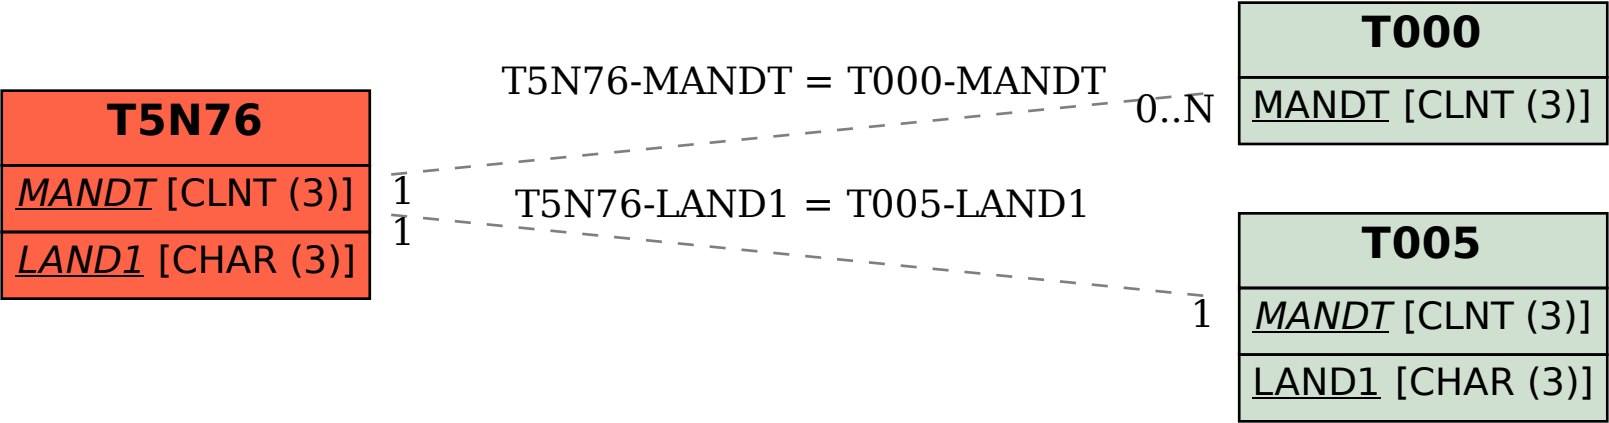 T5N76
MANDT [CLNT (3)]
LAND1 [CHAR (3)]
T5N76-MANDT = T000-MANDT
1
0..N
T5N76-LAND1 = T005-LAND1
1
1
T000
MANDT [CLNT (3)]
T005
MANDT [CLNT (3)]
LAND1 [CHAR (3)]